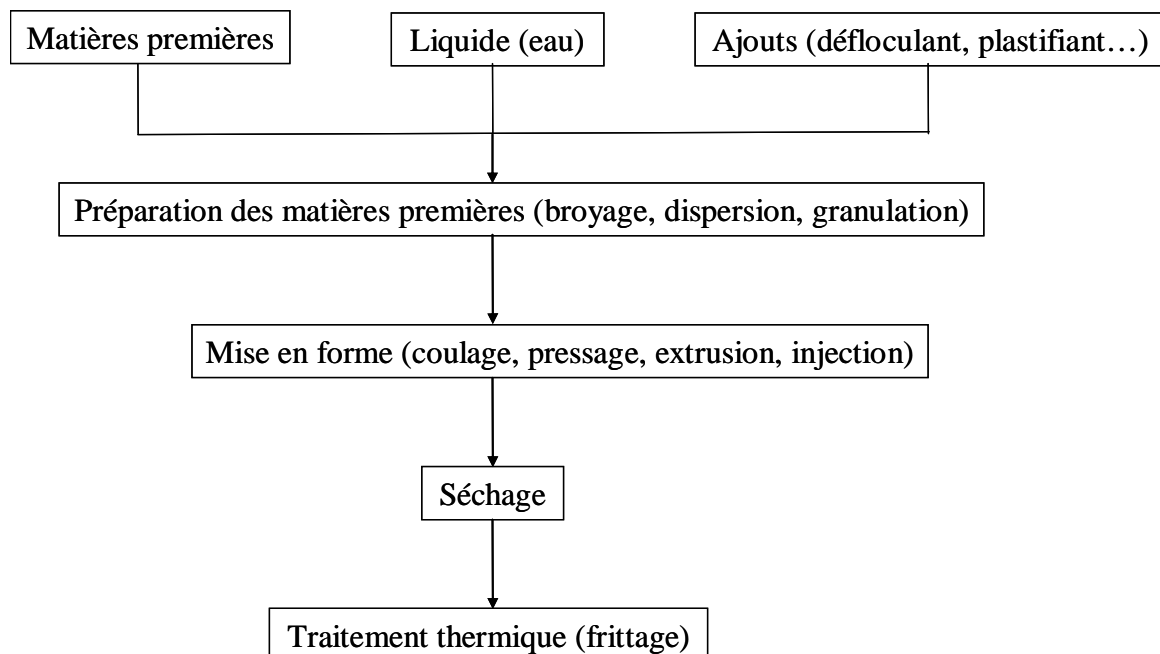 Matières premières
Liquide (eau)
Ajouts (défloculant, plastifiant…)
Préparation des matières premières (broyage, dispersion, granulation)
Mise en forme (coulage, pressage, extrusion, injection)
Séchage
Traitement thermique (frittage)